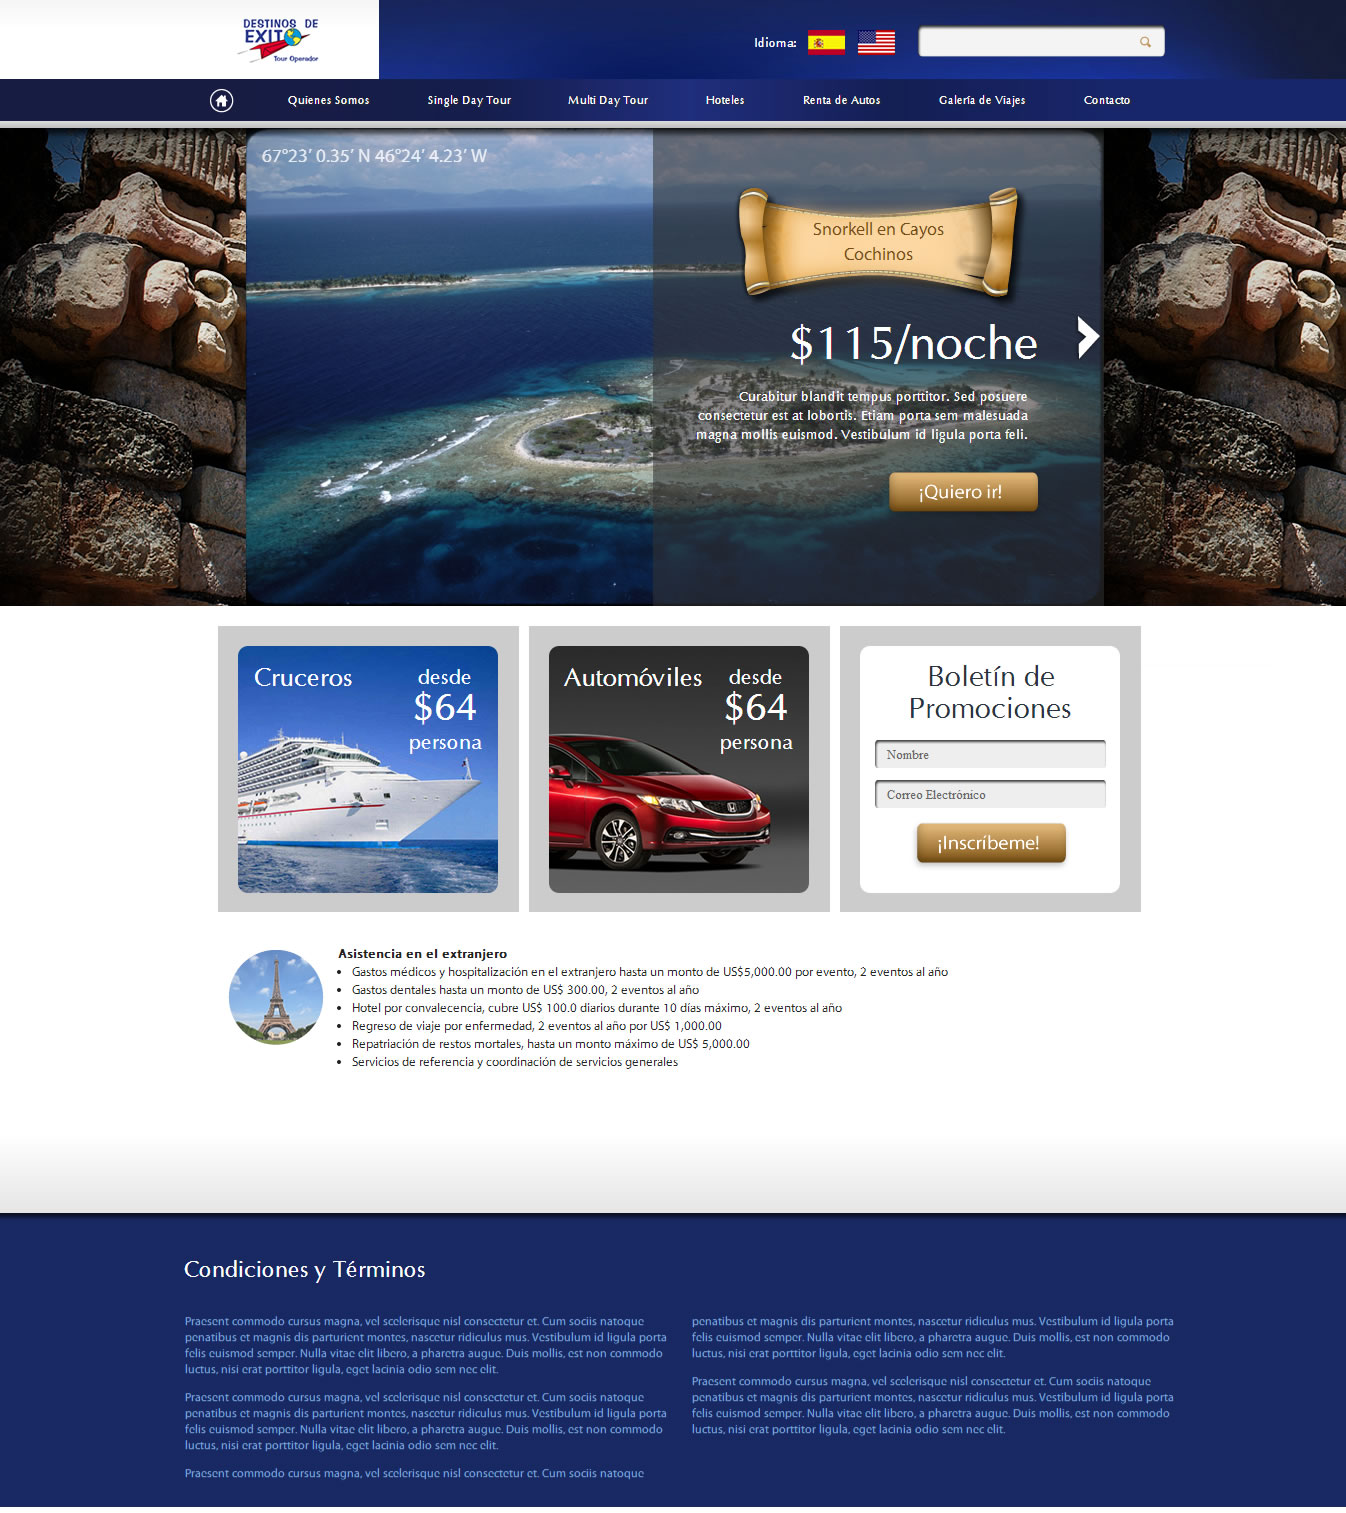 DESTINOS DE
EXITO
Tour Operador
Idioma:
Quienes Somos
Single Day Tour
Multi Day Tour
Hoteles
Renta de Autos
Galería de Viajes
Contacto
67°23' 0.35' N 46°24' 4.23' W
Snorkell en Cayos
Cochinos
$115/noche
Curabitur blandit tempus porttitor. Sed posuere
consectetur est at lobortis. Etiam porta sem malesuada
magna mollis euismod. Vestibulum id ligula porta feli.
¡Quiero ir!
Cruceros
desde
$64
persona
Automóviles
desde
$64
persona
Boletín de
Promociones
Nombre
Correo Electrónico
¡Inscríbeme!
Asistencia en el extranjero
• Gastos médicos y hospitalización en el extranjero hasta un monto de US$5,000.00 por evento, 2 eventos al año
• Gastos dentales hasta un monto de US$ 300.00, 2 eventos al año
• Hotel por convalecencia, cubre US$ 100.0 diarios durante 10 días máximo, 2 eventos al año
• Regreso de viaje por enfermedad, 2 eventos al año por US$ 1,000.00
• Repatriación de restos mortales, hasta un monto máximo de US$ 5,000.00
• Servicios de referencia y coordinación de servicios generales
Condiciones y Términos
Praesent commodo cursus magna, vel scelerisque nisl consectetur et. Cum sociis natoque
penatibus et magnis dis parturient montes, nascetur ridiculus mus. Vestibulum id ligula porta
felis euismod semper. Nulla vitae elit libero, a pharetra augue. Duis mollis, est non commodo
luctus, nisi erat porttitor ligula, eget lacinia odio sem nec elit.
Praesent commodo cursus magna, vel scelerisque nisl consectetur et. Cum sociis natoque
penatibus et magnis dis parturient montes, nascetur ridiculus mus. Vestibulum id ligula porta
felis euismod semper. Nulla vitae elit libero, a pharetra augue. Duis mollis, est non commodo
luctus, nisi erat porttitor ligula, eget lacinia odio sem nec elit.
Praesent commodo cursus magna, vel scelerisque nisl consectetur et. Cum sociis natoque
penatibus et magnis dis parturient montes, nascetur ridiculus mus. Vestibulum id ligula porta
felis euismod semper. Nulla vitae elit libero, a pharetra augue. Duis mollis, est non commodo
luctus, nisi erat porttitor ligula, eget lacinia odio sem nec elit.
Praesent commodo cursus magna, vel scelerisque nisl consectetur et. Cum sociis natoque
penatibus et magnis dis parturient montes, nascetur ridiculus mus. Vestibulum id ligula porta
felis euismod semper. Nulla vitae elit libero, a pharetra augue. Duis mollis, est non commodo
luctus, nisi erat porttitor ligula, eget lacinia odio sem nec elit.